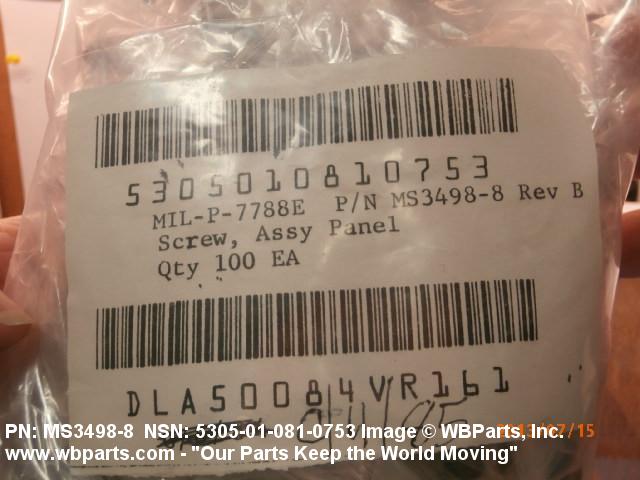 5305010810753
MIL-P-7788E P/N MS3498-8 Rev B
Screw, Assy Panel
Qty 100 EA
DLA50084VR161
PN: MS3498-8 NSN: 5305-01-081-0753 Image © WBParts, Inc.
www.wbparts.com - "Our Parts Keep the World Moving"